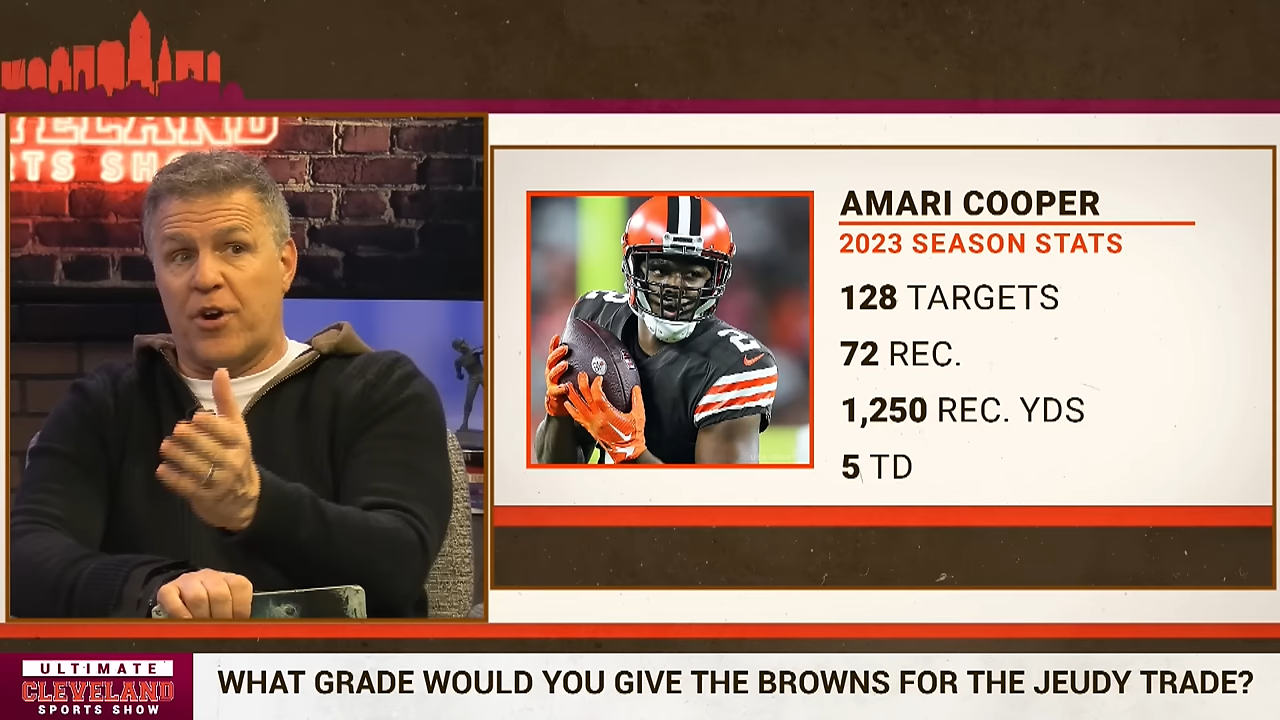 AMARI COOPER
2023 SEASON STATS
128 TARGETS
72 REC.
1,250 REC. YDS
5 TD
2
ULTIMATE
CLEVELAND
SPORTS SHOW
WHAT GRADE WOULD YOU GIVE THE BROWNS FOR THE JEUDY TRADE?